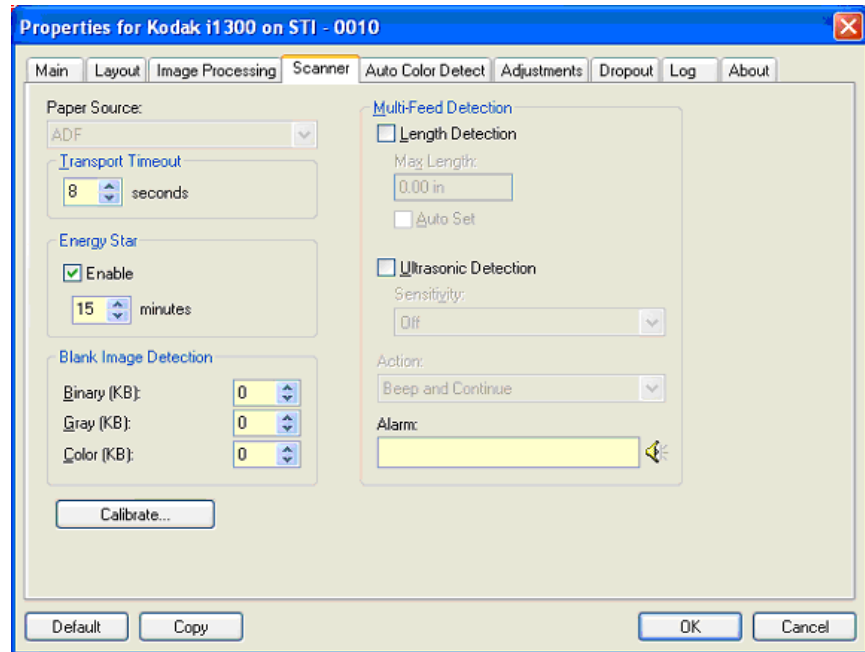 Properties for Kodak i1300 on STI - 0010
Main Layout Image Processing Scanner Auto Color Detect Adjustments Dropout Log About
Paper Source:
ADF
Transport Timeout
8 seconds
Energy Star
Enable
15 minutes
Blank Image Detection
Binary (KB): 0
Gray (KB): 0
Color (KB): 0
Calibrate...
Multi-Feed Detection
Length Detection
Max Length:
0.00 in
Auto Set
Ultrasonic Detection
Sensitivity:
Off
Action:
Beep and Continue
Alarm:
Default Copy OK Cancel